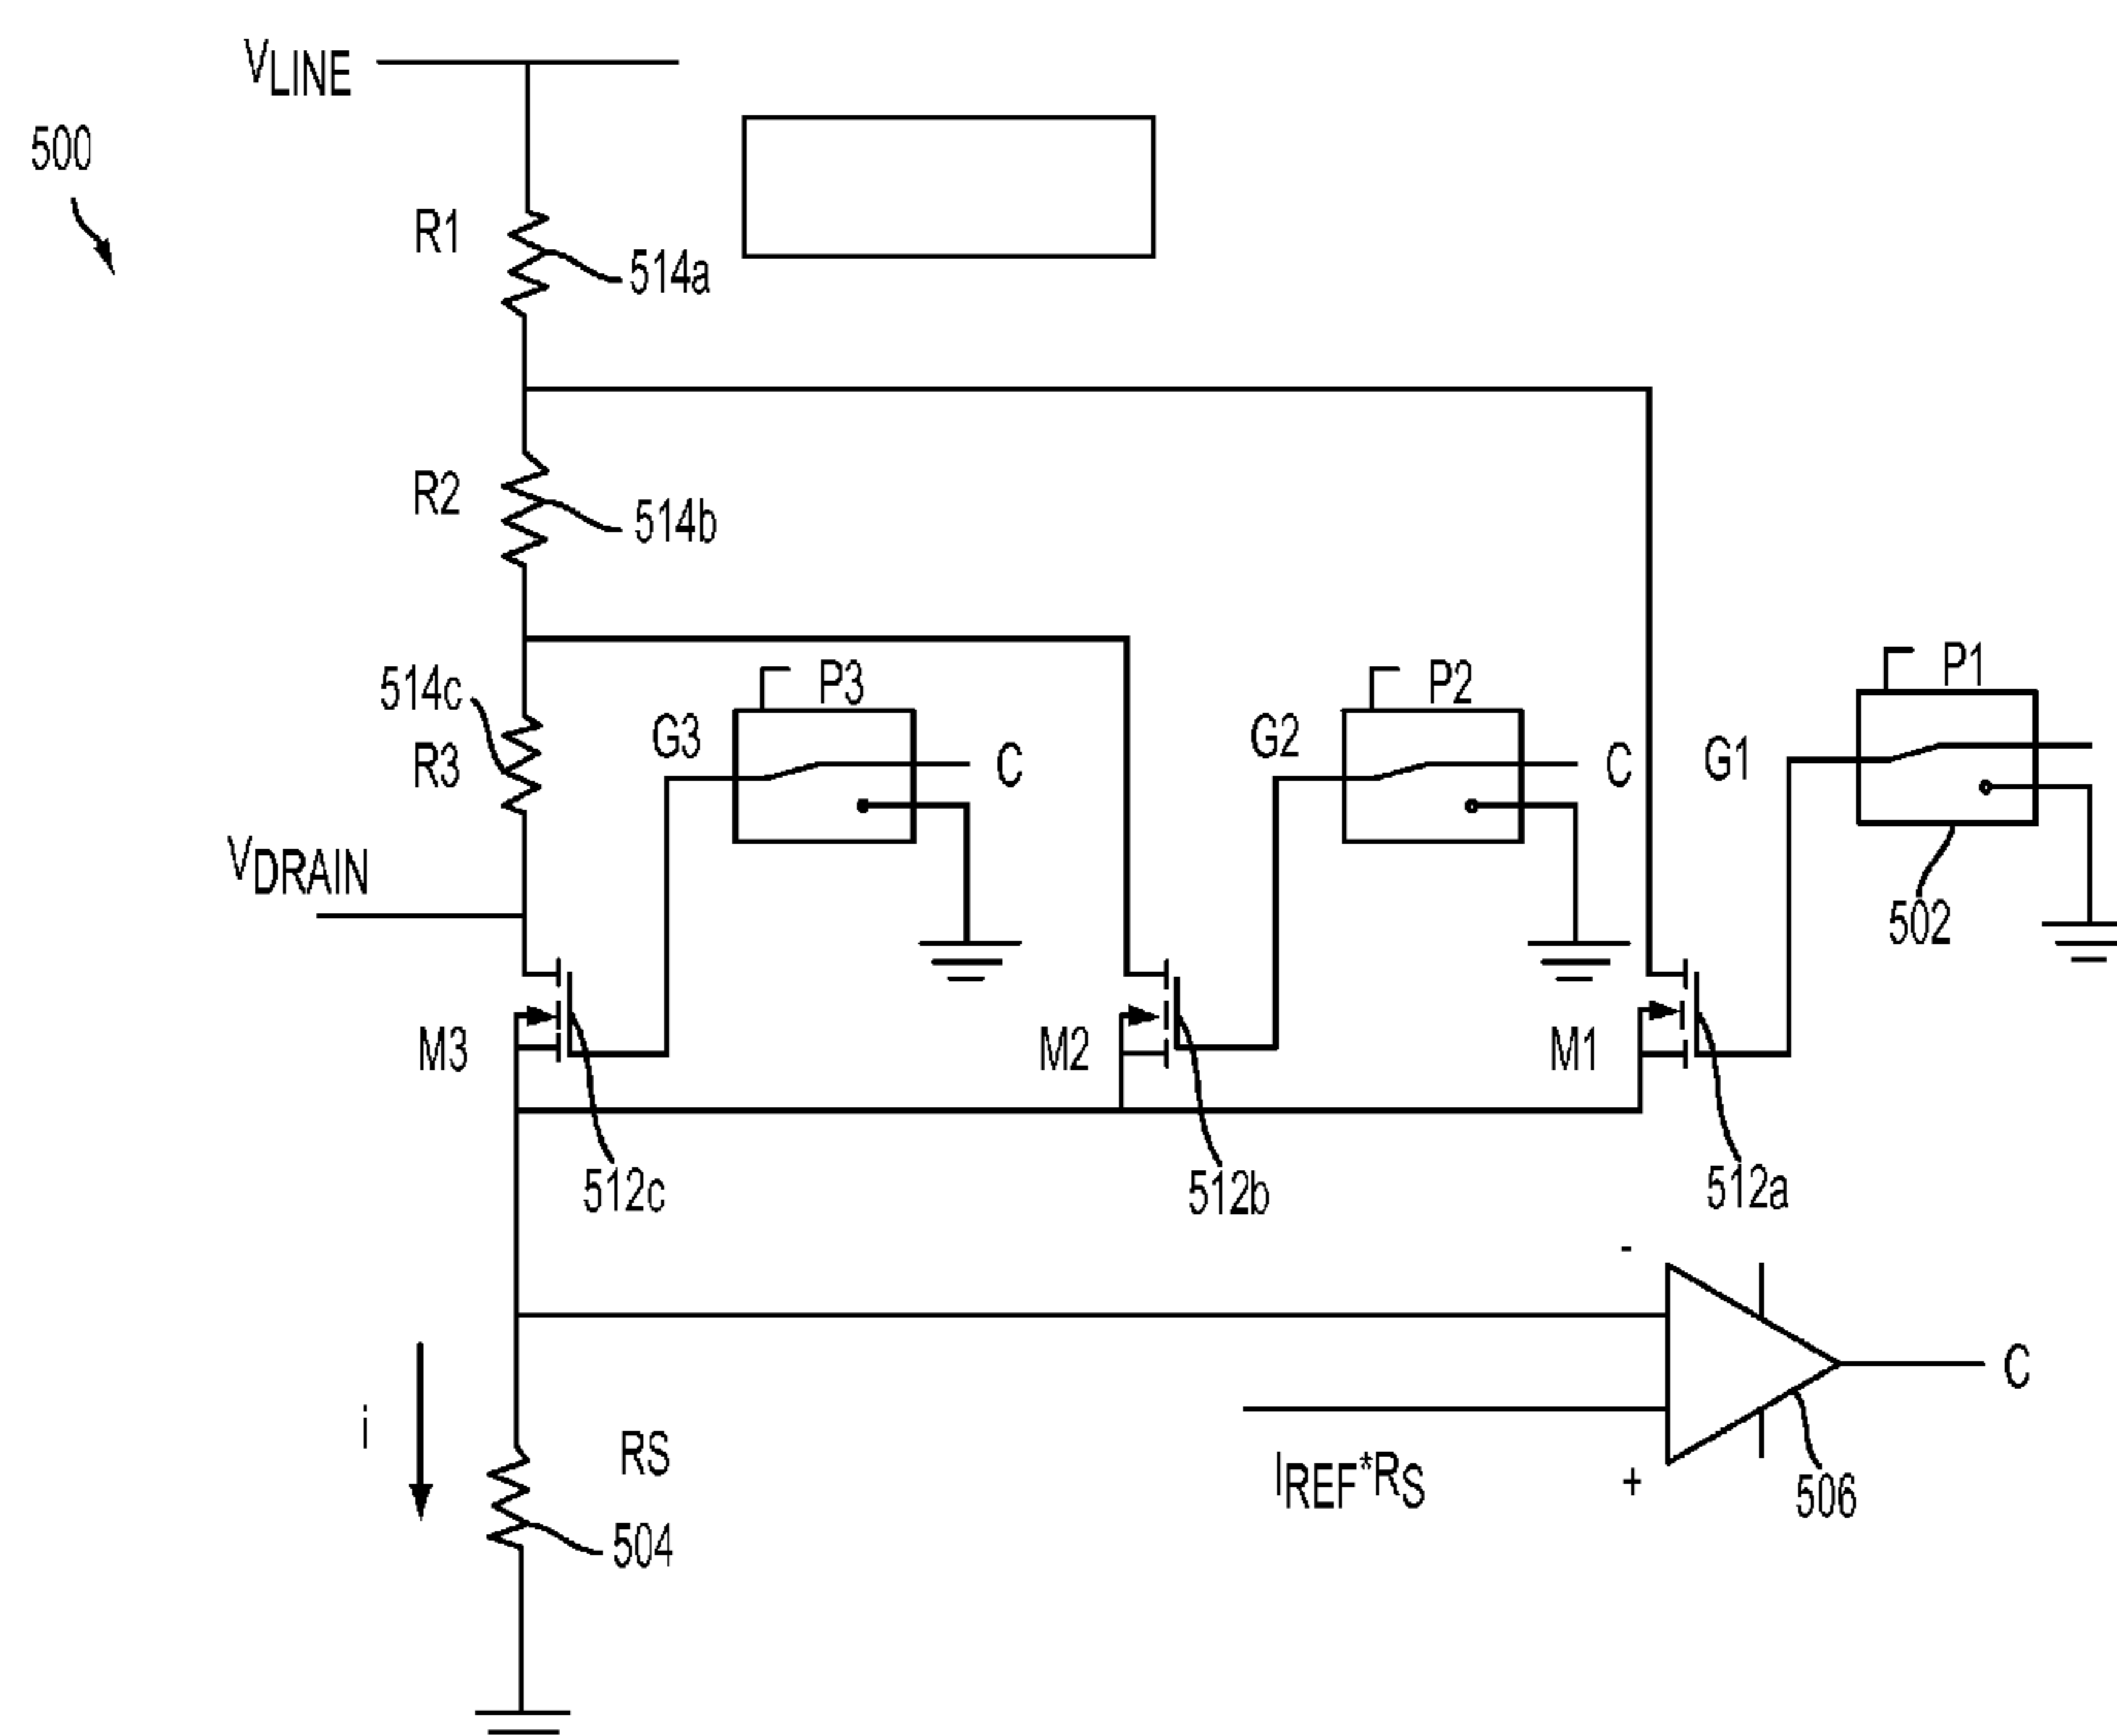 VLINE
500
R1
514a
R2
514b
514c
R3
P3
G3
C
P2
G2
C
P1
G1
502
VDRAIN
M3
M2
M1
512c
512b
512a
-
C
i
RS
IREF*RS
+
506
504